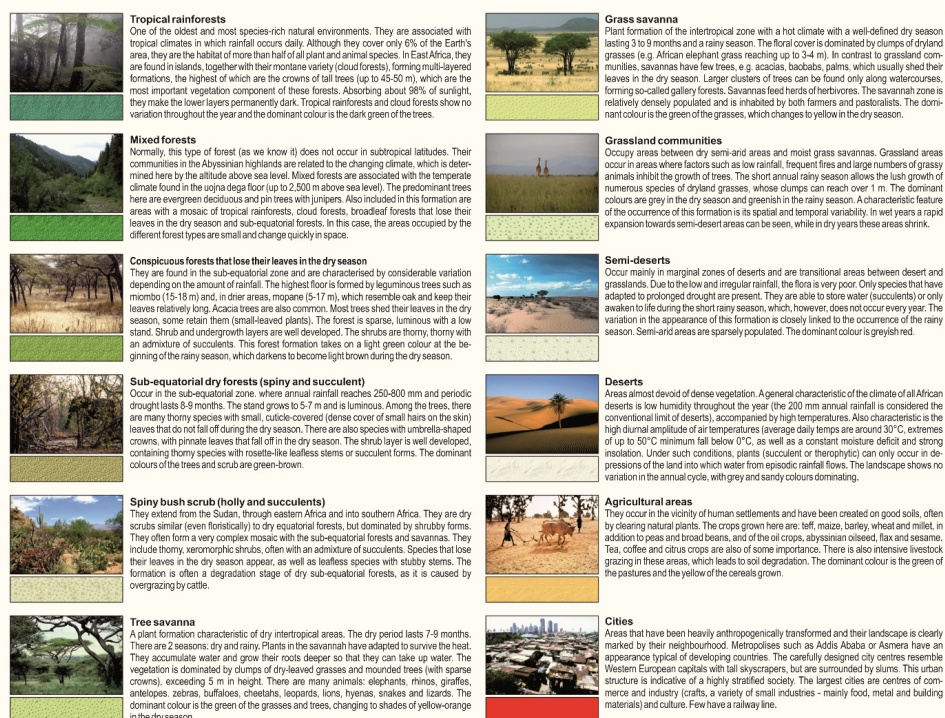 Tropical rainforests
One of the oldest and most species-rich natural environments. They are associated with
tropical climates in which rainfall occurs daily. Although they cover only 6% of the Earth's
area, they are the habitat of more than half of all plant and animal species. In East Africa, they
are found in islands, together with their montane variety (cloud forests), forming multi-layered
formations, the highest of which are the crowns of tall trees (up to 45-50 m), which are the
most important vegetation component of these forests. Absorbing about 98% of sunlight,
they make the lower layers permanently dark. Tropical rainforests and cloud forests show no
variation throughout the year and the dominant colour is the dark green of the trees.
Mixed forests
Normally, this type of forest (as we know it) does not occur in subtropical latitudes. Their
communities in the Abyssinian highlands are related to the changing climate, which is deter-
mined here by the altitude above sea level. Mixed forests are associated with the temperate
climate found in the uojna dega floor (up to 2,500 m above sea level). The predominant trees
here are evergreen deciduous and pin trees with junipers. Also included in this formation are
areas with a mosaic of tropical rainforests, cloud forests, broadleaf forests that lose their
leaves in the dry season and sub-equatorial forests. In this case, the areas occupied by the
different forest types are small and change quickly in space.
Conspicuous forests that lose their leaves in the dry season
They are found in the sub-equatorial zone and are characterised by considerable variation
depending on the amount of rainfall. The highest floor is formed by leguminous trees such as
miombo (15-18 m) and, in drier areas, mopane (5-17 m), which resemble oak and keep their
leaves relatively long. Acacia trees are also common. Most trees shed their leaves in the dry
season, some retain them (small-leaved plants). The forest is sparse, luminous with a low
stand. Shrub and undergrowth layers are well developed. The shrubs are thorny, thorny with
an admixture of succulents. This forest formation takes on a light green colour at the be-
ginning of the rainy season, which darkens to become light brown during the dry season.
Sub-equatorial dry forests (spiny and succulent)
Occur in the sub-equatorial zone. where annual rainfall reaches 250-800 mm and periodic
drought lasts 8-9 months. The stand grows to 5-7 m and is luminous. Among the trees, there
are many thorny species with small, cuticle-covered (dense cover of small hairs on the skin)
leaves that do not fall off during the dry season. There are also species with umbrella-shaped
crowns, with pinnate leaves that fall off in the dry season. The shrub layer is well developed,
containing thorny species with rosette-like leafless stems or succulent forms. The dominant
colours of the trees and scrub are green-brown.
Spiny bush scrub (holly and succulents)
They extend from the Sudan, through eastern Africa and into southern Africa. They are dry
scrubs similar (even floristically) to dry equatorial forests, but dominated by shrubby forms.
They often form a very complex mosaic with the sub-equatorial forests and savannas. They
include thorny, xeromorphic shrubs, often with an admixture of succulents. Species that lose
their leaves in the dry season appear, as well as leafless species with stubby stems. The
formation is often a degradation stage of dry sub-equatorial forests, as it is caused by
overgrazing by cattle.
Tree savanna
A plant formation characteristic of dry intertropical areas. The dry period lasts 7-9 months.
There are 2 seasons: dry and rainy. Plants in the savannah have adapted to survive the heat.
They accumulate water and grow their roots deeper so that they can take up water. The
vegetation is dominated by clumps of dry-leaved grasses and mounded trees (with sparse
crowns), exceeding 5 m in height. There are many animals: elephants, rhinos, giraffes,
antelopes. zebras, buffaloes, cheetahs, leopards, lions, hyenas, snakes and lizards. The
dominant colour is the green of the grasses and trees, changing to shades of yellow-orange
in the dry season.
Grass savanna
Plant formation of the intertropical zone with a hot climate with a well-defined dry season
lasting 3 to 9 months and a rainy season. The floral cover is dominated by clumps of dryland
grasses (e.g. African elephant grass reaching up to 3-4 m). In contrast to grassland com-
munities, savannas have few trees, e.g. acacias, baobabs, palms, which usually shed their
leaves in the dry season. Larger clusters of trees can be found only along watercourses,
forming so-called gallery forests. Savannas feed herds of herbivores. The savannah zone is
relatively densely populated and is inhabited by both farmers and pastoralists. The domi-
nant colour is the green of the grasses, which changes to yellow in the dry season.
Grassland communities
Occupy areas between dry semi-arid areas and moist grass savannas. Grassland areas
occur in areas where factors such as low rainfall, frequent fires and large numbers of grassy
animals inhibit the growth of trees. The short annual rainy season allows the lush growth of
numerous species of dryland grasses, whose clumps can reach over 1 m. The dominant
colours are grey in the dry season and greenish in the rainy season. A characteristic feature
of the occurrence of this formation is its spatial and temporal variability. In wet years a rapid
expansion towards semi-desert areas can be seen, while in dry years these areas shrink.
Semi-deserts
Occur mainly in marginal zones of deserts and are transitional areas between desert and
grasslands. Due to the low and irregular rainfall, the flora is very poor. Only species that have
adapted to prolonged drought are present. They are able to store water (succulents) or only
awaken to life during the short rainy season, which, however, does not occur every year. The
variation in the appearance of this formation is closely linked to the occurrence of the rainy
season. Semi-arid areas are sparsely populated. The dominant colour is greyish red.
Deserts
Areas almost devoid of dense vegetation. A general characteristic of the climate of all African
deserts is low humidity throughout the year (the 200 mm annual rainfall is considered the
conventional limit of deserts), accompanied by high temperatures. Also characteristic is the
high diurnal amplitude of air temperatures (average daily temps are around 30°C, extremes
of up to 50°C minimum fall below 0°C, as well as a constant moisture deficit and strong
insolation. Under such conditions, plants (succulent or therophytic) can only occur in de-
pressions of the land into which water from episodic rainfall flows. The landscape shows no
variation in the annual cycle, with grey and sandy colours dominating.
Agricultural areas
They occur in the vicinity of human settlements and have been created on good soils, often
by clearing natural plants. The crops grown here are: teff, maize, barley, wheat and millet, in
addition to peas and broad beans, and of the oil crops, abyssinian oilseed, flax and sesame.
Tea, coffee and citrus crops are also of some importance. There is also intensive livestock
grazing in these areas, which leads to soil degradation. The dominant colour is the green of
the pastures and the yellow of the cereals grown.
Cities
Areas that have been heavily anthropogenically transformed and their landscape is clearly
marked by their neighbourhood. Metropolises such as Addis Ababa or Asmera have an
appearance typical of developing countries. The carefully designed city centres resemble
Western European capitals with tall skyscrapers, but are surrounded by slums. This urban
structure is indicative of a highly stratified society. The largest cities are centres of com-
merce and industry (crafts, a variety of small industries - mainly food, metal and building
materials) and culture. Few have a railway line.